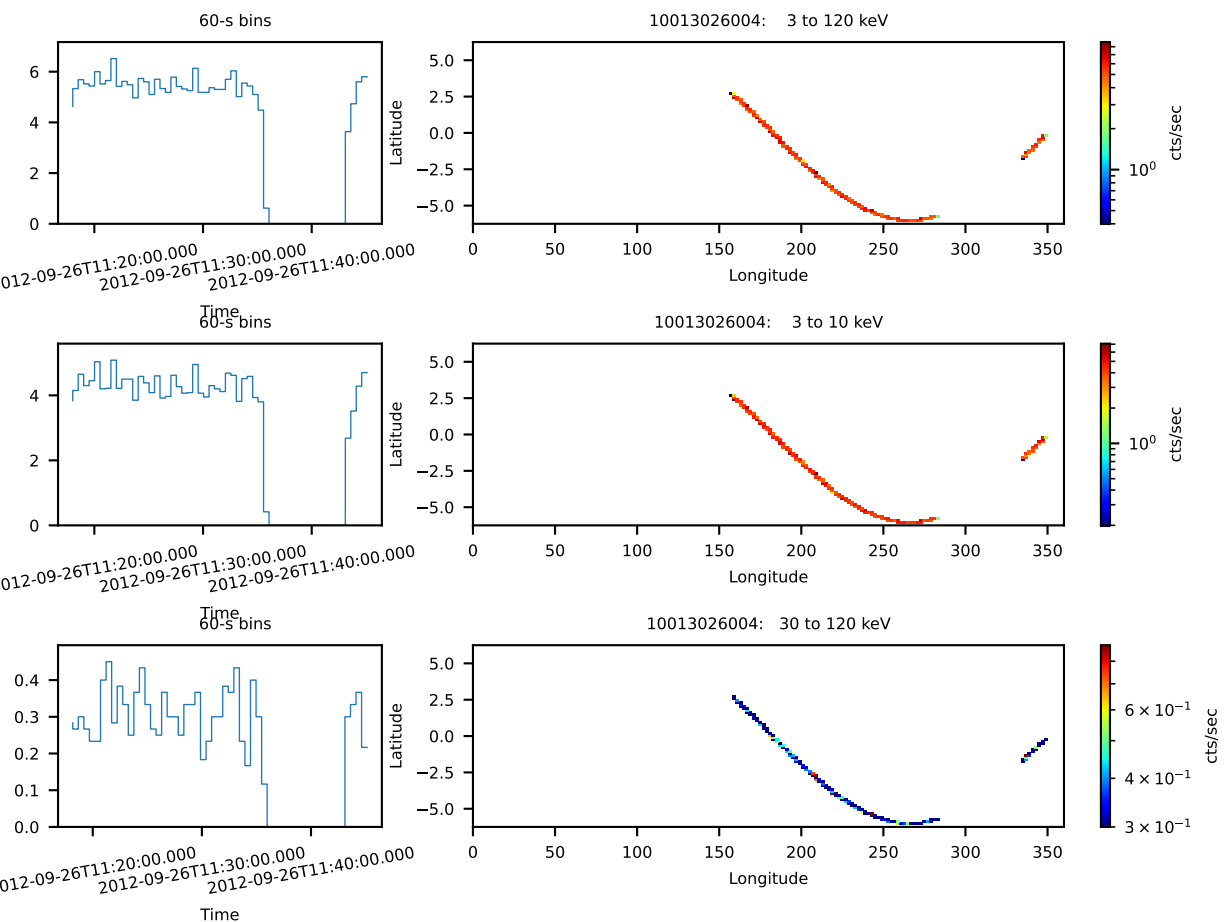 60-s bins
10013026004: 3 to 120 keV
6
4
2
0
Latitude
5.0
2.5
0.0
−2.5
−5.0
0 50 100 150 200 250 300 350
Longitude
10⁰
cts/sec
012-09-26T11:20:00.000
2012-09-26T11:30:00.000
2012-09-26T11:40:00.000
Time
60-s bins
10013026004: 3 to 10 keV
4
2
0
Latitude
5.0
2.5
0.0
−2.5
−5.0
0 50 100 150 200 250 300 350
Longitude
10⁰
cts/sec
012-09-26T11:20:00.000
2012-09-26T11:30:00.000
2012-09-26T11:40:00.000
Time
60-s bins
10013026004: 30 to 120 keV
0.4
0.3
0.2
0.1
0.0
Latitude
5.0
2.5
0.0
−2.5
−5.0
0 50 100 150 200 250 300 350
Longitude
6 × 10⁻¹
4 × 10⁻¹
3 × 10⁻¹
cts/sec
012-09-26T11:20:00.000
2012-09-26T11:30:00.000
2012-09-26T11:40:00.000
Time